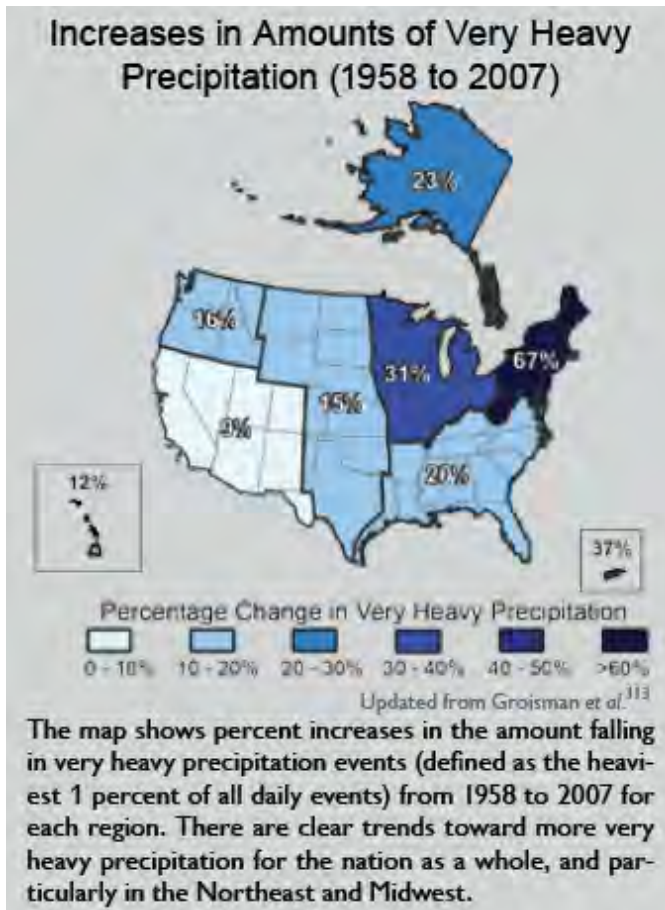 Increases in Amounts of Very Heavy
Precipitation (1958 to 2007)
23%
16%
67%
31%
15%
9%
20%
12%
37%
Percentage Change in Very Heavy Precipitation
0-10% 10-20% 20-30% 30-40% 40-50% >60%
Updated from Groisman et al.313
The map shows percent increases in the amount falling
in very heavy precipitation events (defined as the heavi-
est 1 percent of all daily events) from 1958 to 2007 for
each region. There are clear trends toward more very
heavy precipitation for the nation as a whole, and par-
ticularly in the Northeast and Midwest.